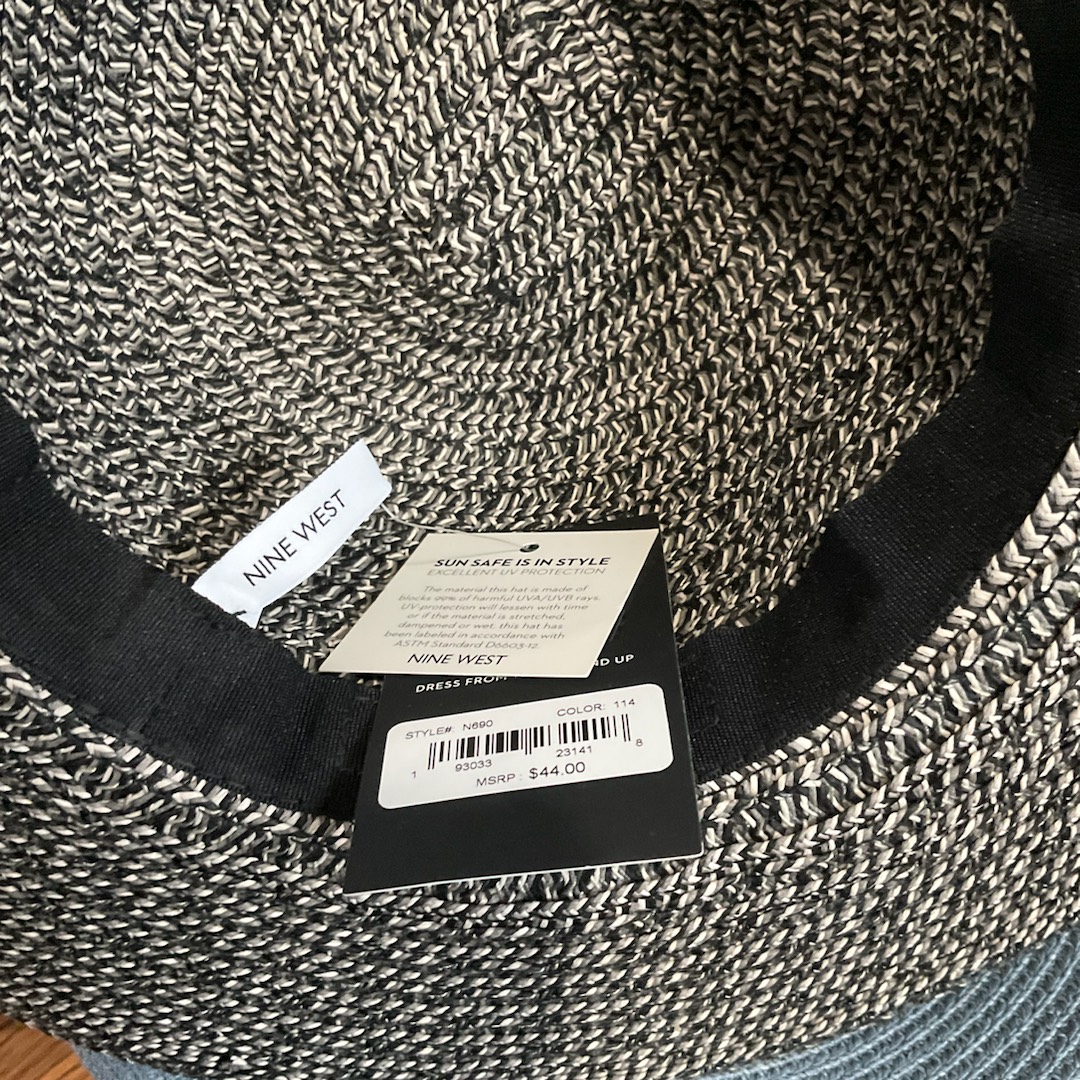 NINE WEST
SUN SAFE IS IN STYLE
EXCELLENT UV PROTECTION
The material this hat is made of
blocks 99% of harmful UVA/UVB rays.
UV-protection will lessen with time
or if the material is stretched,
dampened or wet. this hat has
been labeled in accordance with
ASTM Standard D6603-12.
NINE WEST
UP
DRESS
STYLE#: N690 COLOR: 114
1 93033 23141 8
MSRP : $44.00